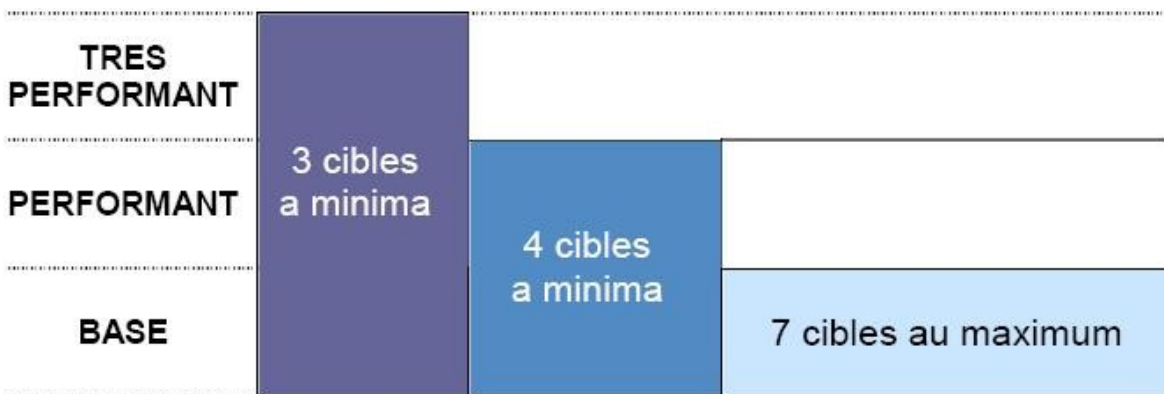 TRES
PERFORMANT
3 cibles
a minima
PERFORMANT
4 cibles
a minima
BASE
7 cibles au maximum